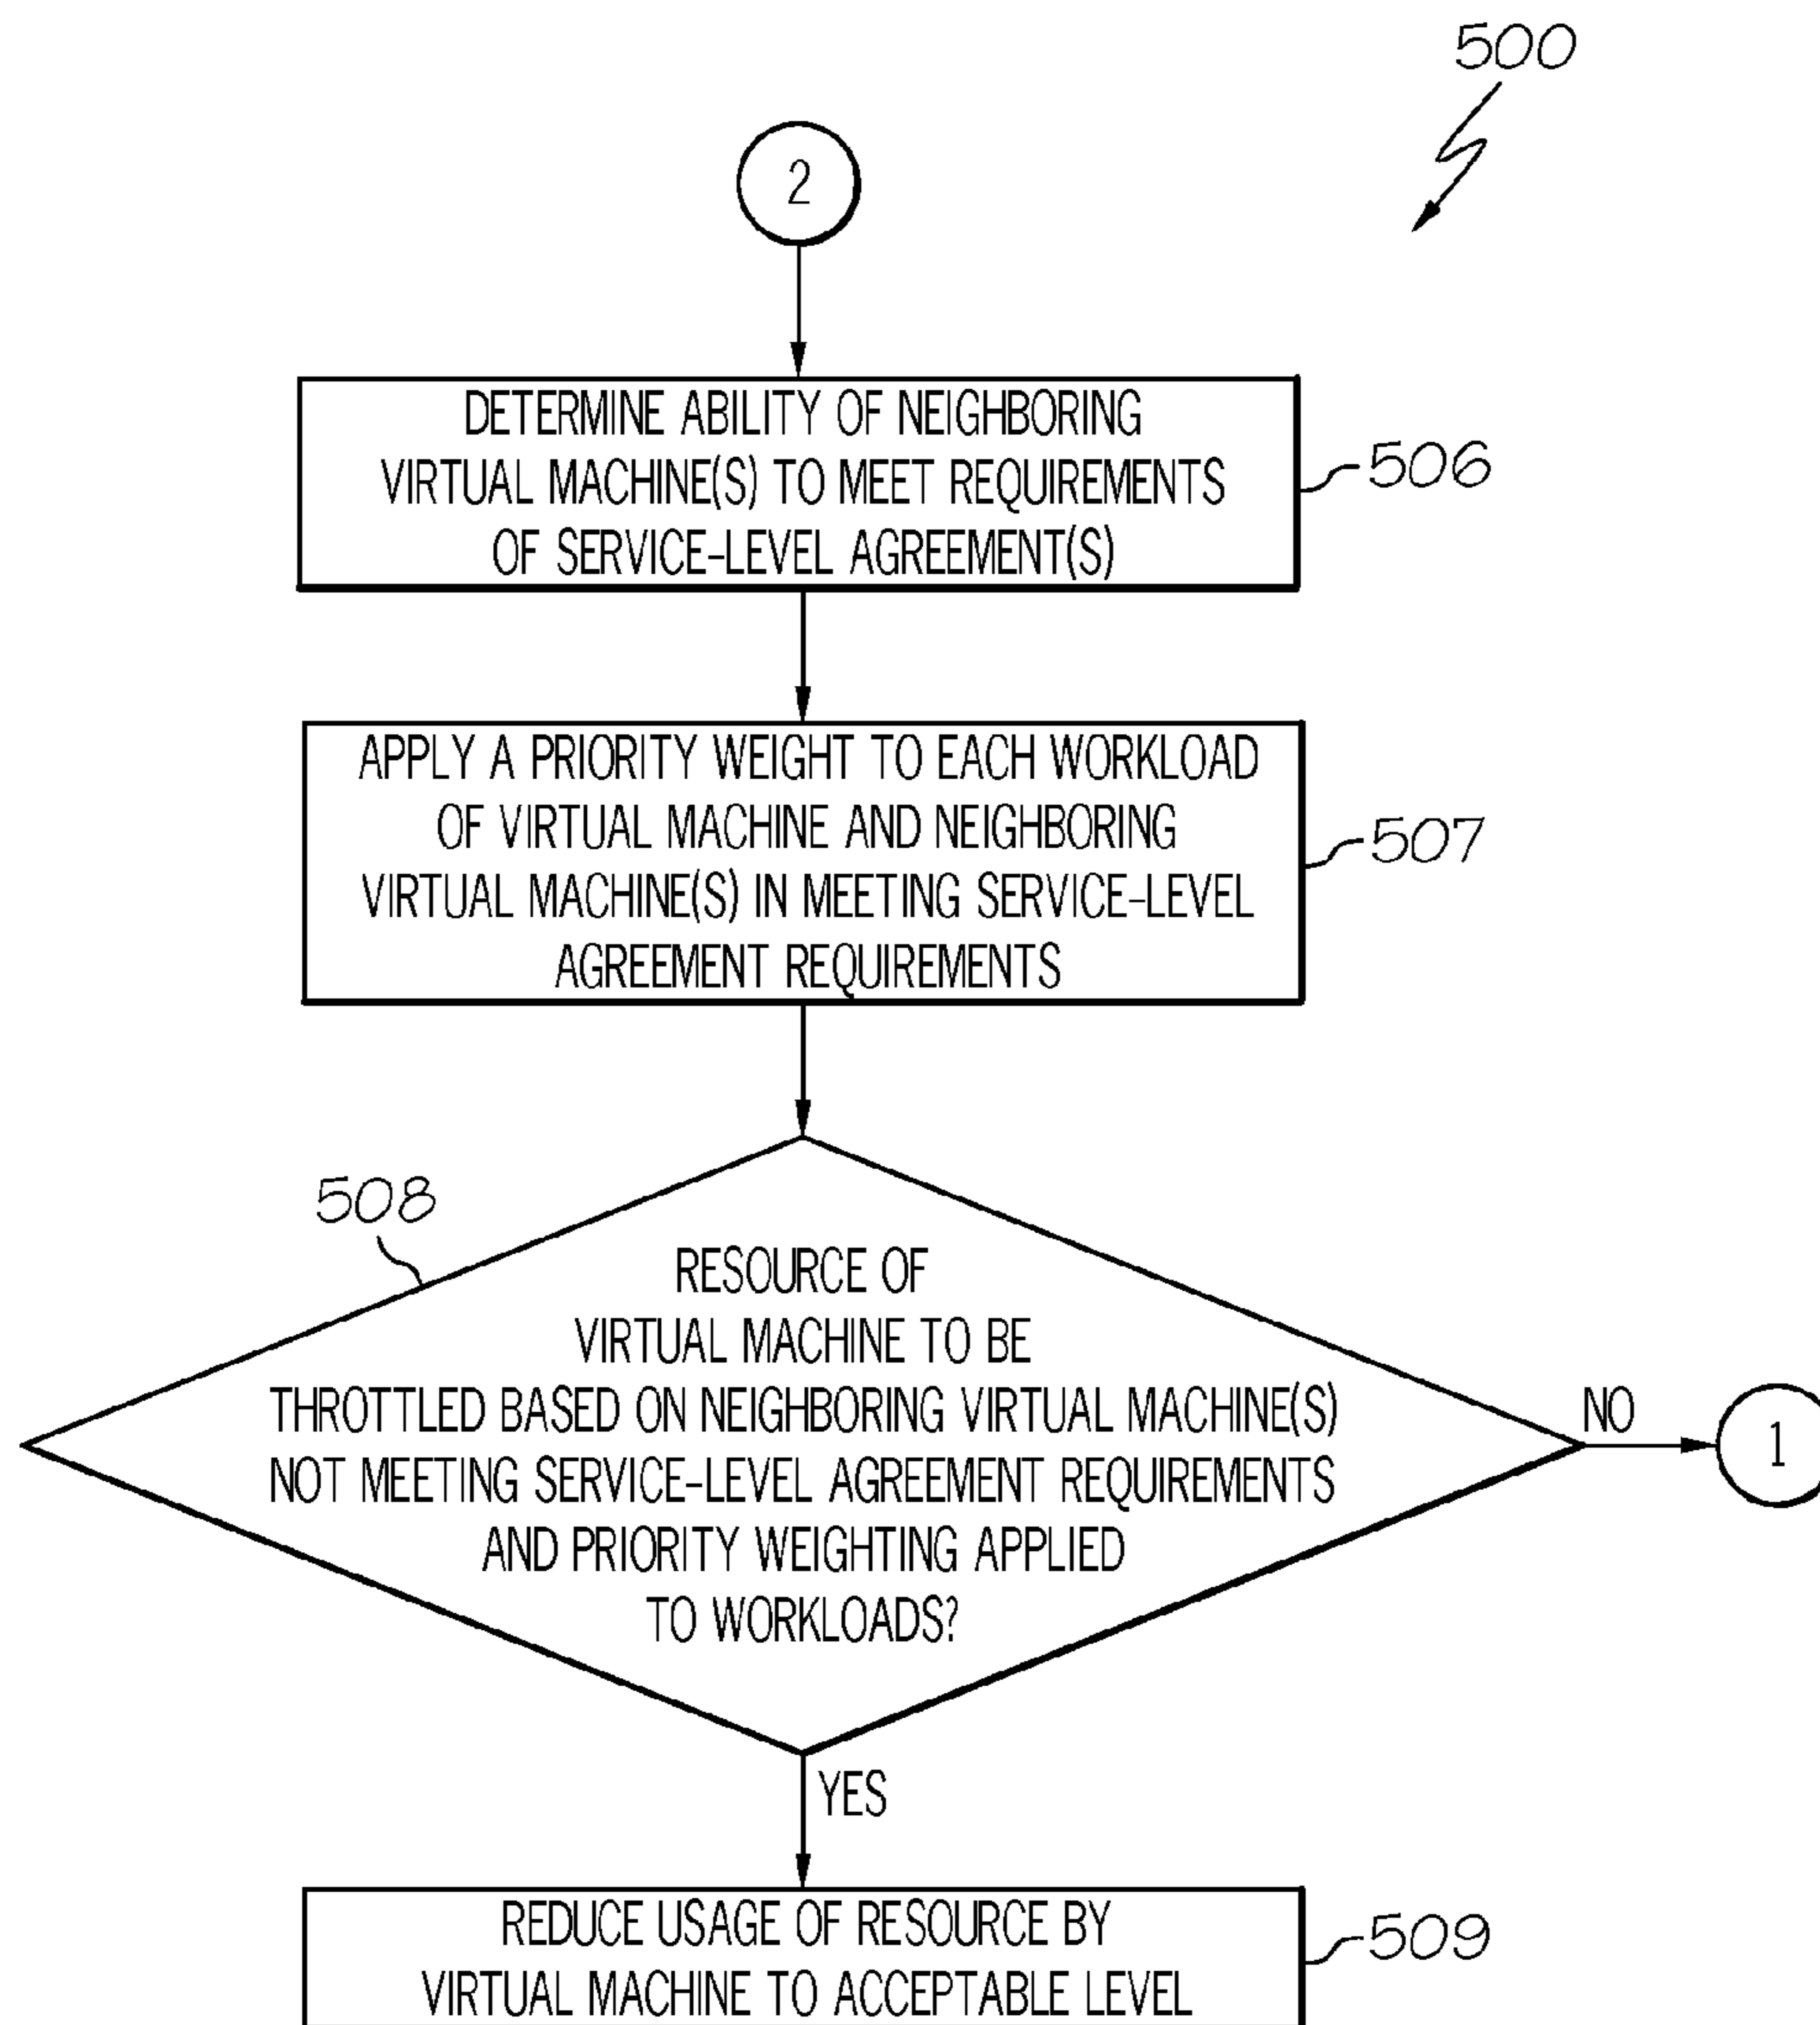 500
2
DETERMINE ABILITY OF NEIGHBORING
VIRTUAL MACHINE(S) TO MEET REQUIREMENTS
OF SERVICE-LEVEL AGREEMENT(S)
506
APPLY A PRIORITY WEIGHT TO EACH WORKLOAD
OF VIRTUAL MACHINE AND NEIGHBORING
VIRTUAL MACHINE(S) IN MEETING SERVICE-LEVEL
AGREEMENT REQUIREMENTS
507
508
RESOURCE OF
VIRTUAL MACHINE TO BE
THROTTLED BASED ON NEIGHBORING VIRTUAL MACHINE(S)
NOT MEETING SERVICE-LEVEL AGREEMENT REQUIREMENTS
AND PRIORITY WEIGHTING APPLIED
TO WORKLOADS?
NO
1
YES
REDUCE USAGE OF RESOURCE BY
VIRTUAL MACHINE TO ACCEPTABLE LEVEL
509